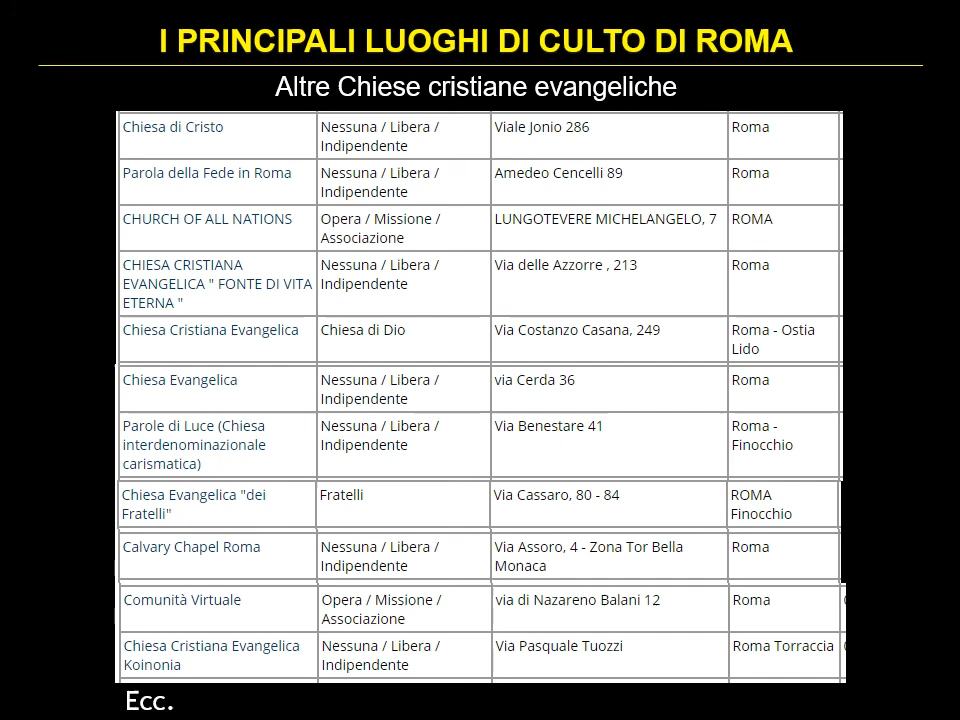 I PRINCIPALI LUOGHI DI CULTO DI ROMA
Altre Chiese cristiane evangeliche
Chiesa di Cristo
Nessuna / Libera /
Indipendente
Viale Jonio 286
Roma
Parola della Fede in Roma
Nessuna / Libera /
Indipendente
Amedeo Cencelli 89
Roma
CHURCH OF ALL NATIONS
Opera / Missione /
Associazione
LUNGOTEVERE MICHELANGELO, 7
ROMA
CHIESA CRISTIANA
EVANGELICA " FONTE DI VITA
ETERNA "
Nessuna / Libera /
Indipendente
Via delle Azzorre , 213
Roma
Chiesa Cristiana Evangelica
Chiesa di Dio
Via Costanzo Casana, 249
Roma - Ostia
Lido
Chiesa Evangelica
Nessuna / Libera /
Indipendente
via Cerda 36
Roma
Parole di Luce (Chiesa
interdenominazionale
carismatica)
Nessuna / Libera /
Indipendente
Via Benestare 41
Roma -
Finocchio
Chiesa Evangelica "dei
Fratelli"
Fratelli
Via Cassaro, 80 - 84
ROMA
Finocchio
Calvary Chapel Roma
Nessuna / Libera /
Indipendente
Via Assoro, 4 - Zona Tor Bella
Monaca
Roma
Comunità Virtuale
Opera / Missione /
Associazione
via di Nazareno Balani 12
Roma
Chiesa Cristiana Evangelica
Koinonia
Nessuna / Libera /
Indipendente
Via Pasquale Tuozzi
Roma Torraccia
Ecc.